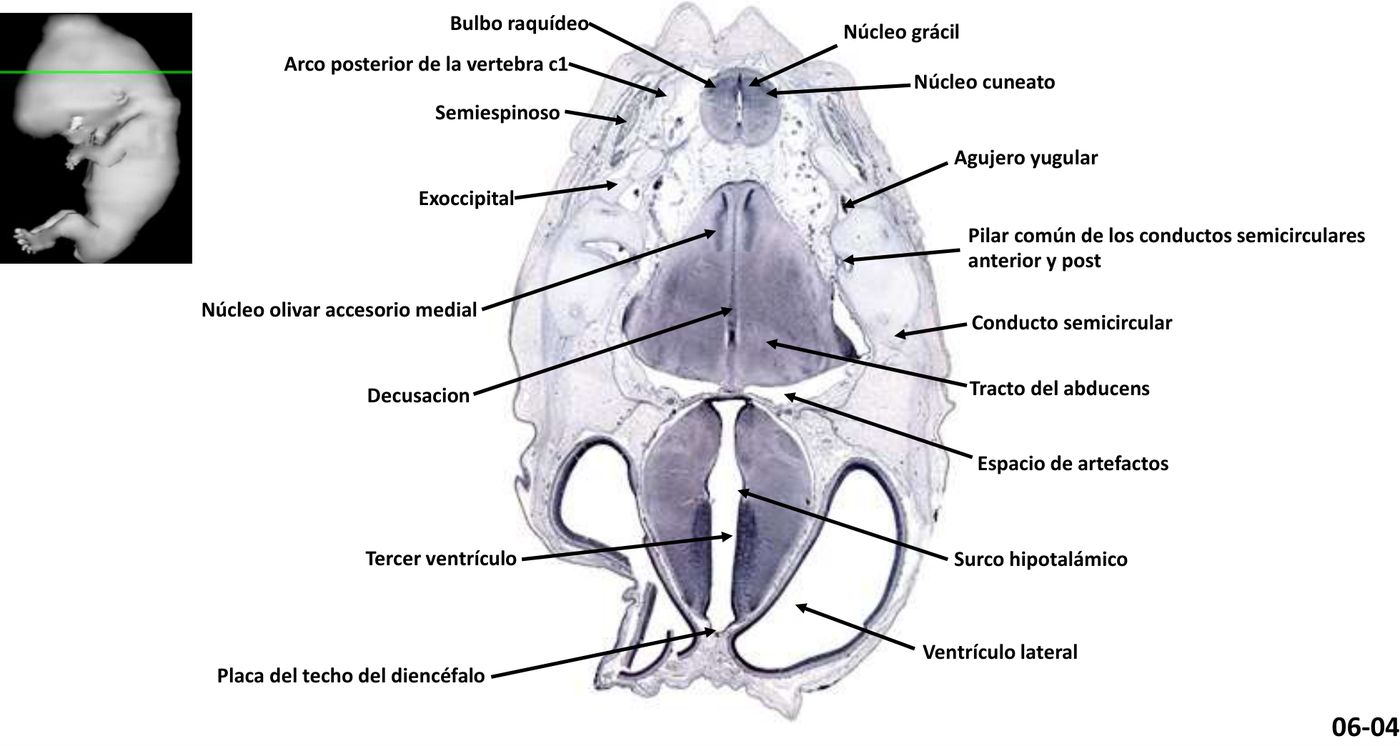 Bulbo raquídeo
Arco posterior de la vertebra c1
Semiespinoso
Exoccipital
Núcleo olivar accesorio medial
Decusacion
Tercer ventrículo
Placa del techo del diencéfalo
Núcleo grácil
Núcleo cuneato
Agujero yugular
Pilar común de los conductos semicirculares
anterior y post
Conducto semicircular
Tracto del abducens
Espacio de artefactos
Surco hipotalámico
Ventrículo lateral
06-04